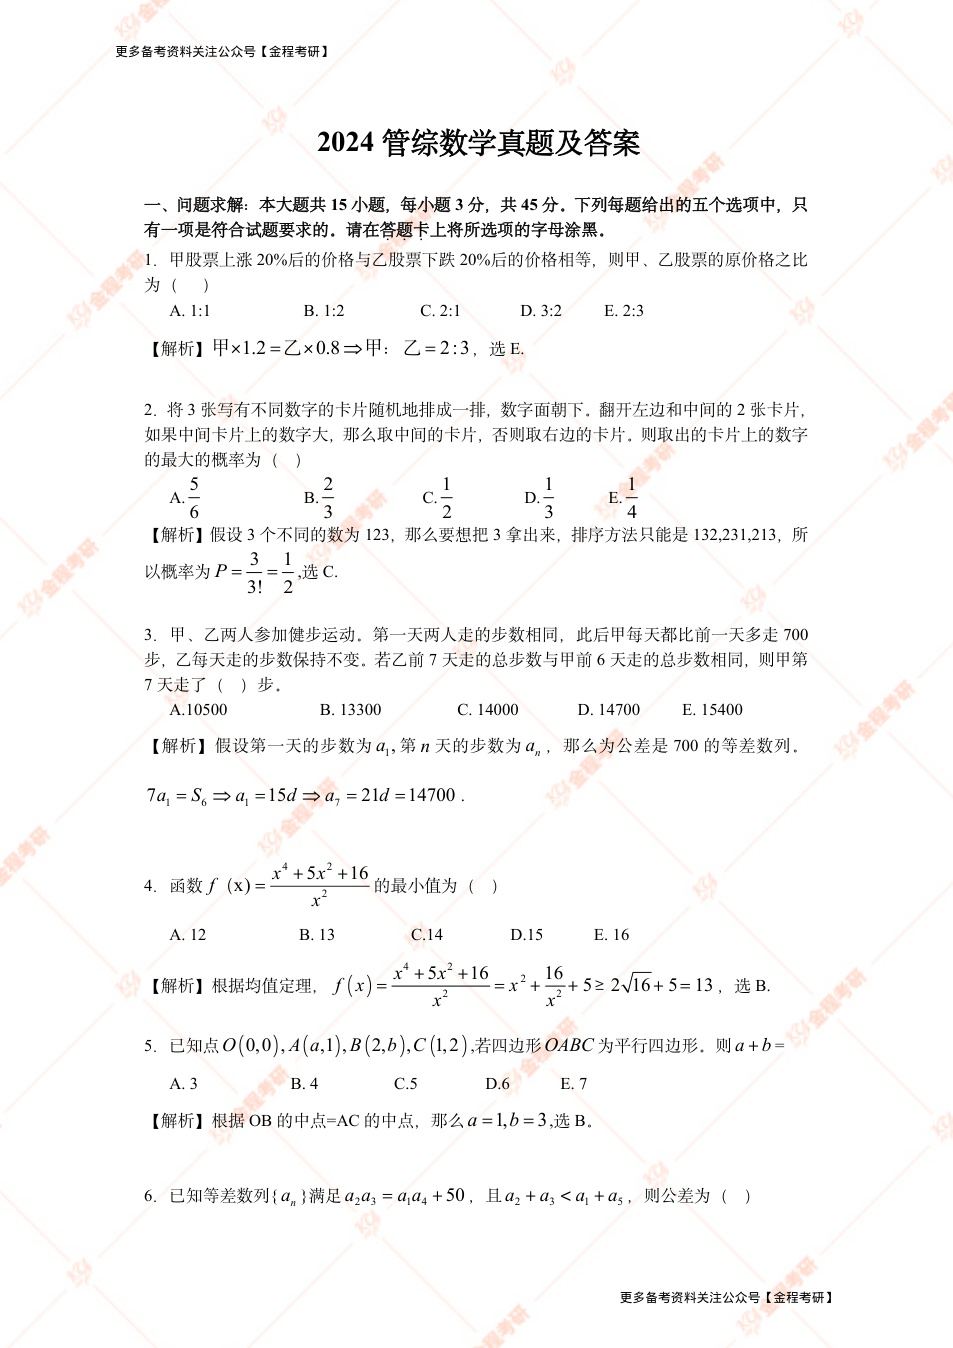 更多备考资料关注公众号【金程考研】
2024 管综数学真题及答案
一、问题求解：本大题共 15 小题，每小题 3 分，共 45 分。下列每题给出的五个选项中，只
有一项是符合试题要求的。请在答题卡上将所选项的字母涂黑。
1. 甲股票上涨 20%后的价格与乙股票下跌 20%后的价格相等，则甲、乙股票的原价格之比
为（ ）
A. 1:1 B. 1:2 C. 2:1 D. 3:2 E. 2:3
【解析】甲×1.2 = 乙×0.8 ⇒甲：乙 = 2:3，选 E.
2. 将 3 张写有不同数字的卡片随机地排成一排，数字面朝下。翻开左边和中间的 2 张卡片，
如果中间卡片上的数字大，那么取中间的卡片，否则取右边的卡片。则取出的卡片上的数字
的最大的概率为（ ）
A. 5/6 B. 2/3 C. 1/2 D. 1/3 E. 1/4
【解析】假设 3 个不同的数为 123，那么要想把 3 拿出来，排序方法只能是 132,231,213，所
以概率为 P = 3/3! = 1/2 ,选 C.
3. 甲、乙两人参加健步运动。第一天两人走的步数相同，此后甲每天都比前一天多走 700
步，乙每天走的步数保持不变。若乙前 7 天走的总步数与甲前 6 天走的总步数相同，则甲第
7 天走了（ ）步。
A.10500 B. 13300 C. 14000 D. 14700 E. 15400
【解析】假设第一天的步数为 a₁, 第 n 天的步数为 aₙ，那么为公差是 700 的等差数列。
7a₁ = S₆ ⇒ a₁ = 15d ⇒ a₇ = 21d = 14700 .
4. 函数 f (x) = (x⁴ + 5x² + 16)/x² 的最小值为（ ）
A. 12 B. 13 C.14 D.15 E. 16
【解析】根据均值定理， f(x) = (x⁴ + 5x² + 16)/x² = x² + 16/x² + 5 ≥ 2√16 + 5 = 13，选 B.
5. 已知点 O(0,0), A(a,1), B(2,b), C(1,2) ,若四边形 OABC 为平行四边形。则 a + b =
A. 3 B. 4 C.5 D.6 E. 7
【解析】根据 OB 的中点=AC 的中点，那么 a = 1, b = 3 ,选 B。
6. 已知等差数列{ aₙ }满足 a₂a₃ = a₁a₄ + 50，且 a₂ + a₃ < a₁ + a₅，则公差为（ ）
更多备考资料关注公众号【金程考研】